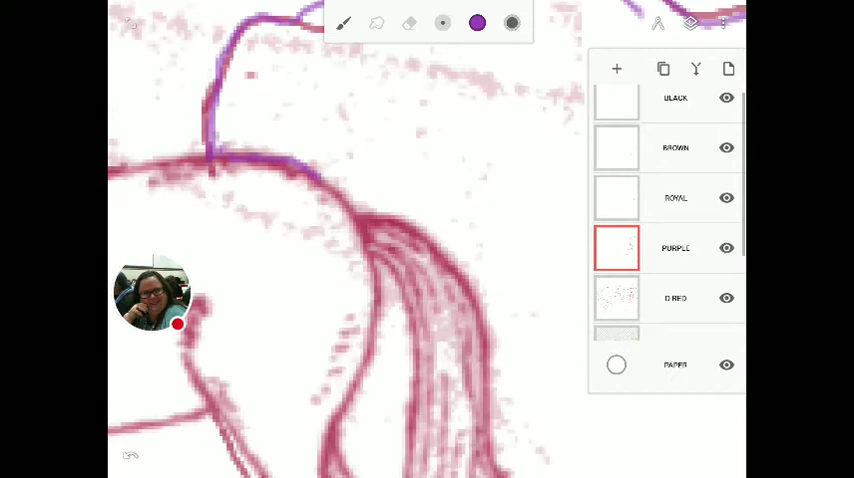 BLACK
BROWN
ROYAL
PURPLE
D RED
PAPER